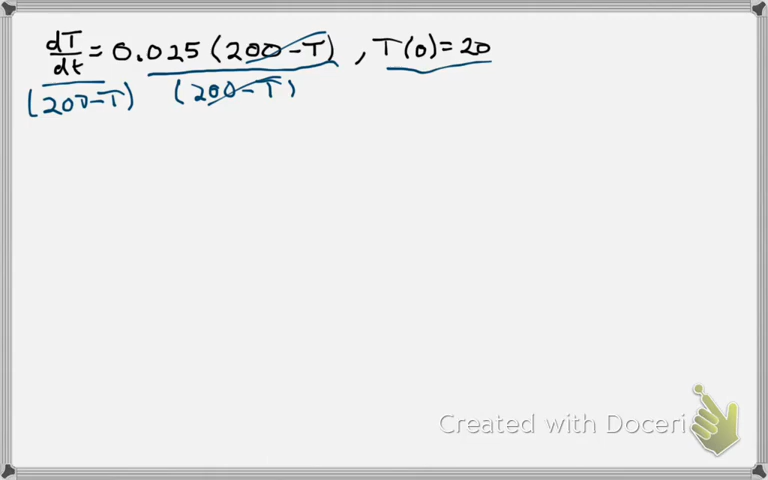 dT/dt = 0.025 (200 - T) , T(0) = 20
(200 - T) (200 - T)
Created with Doceri